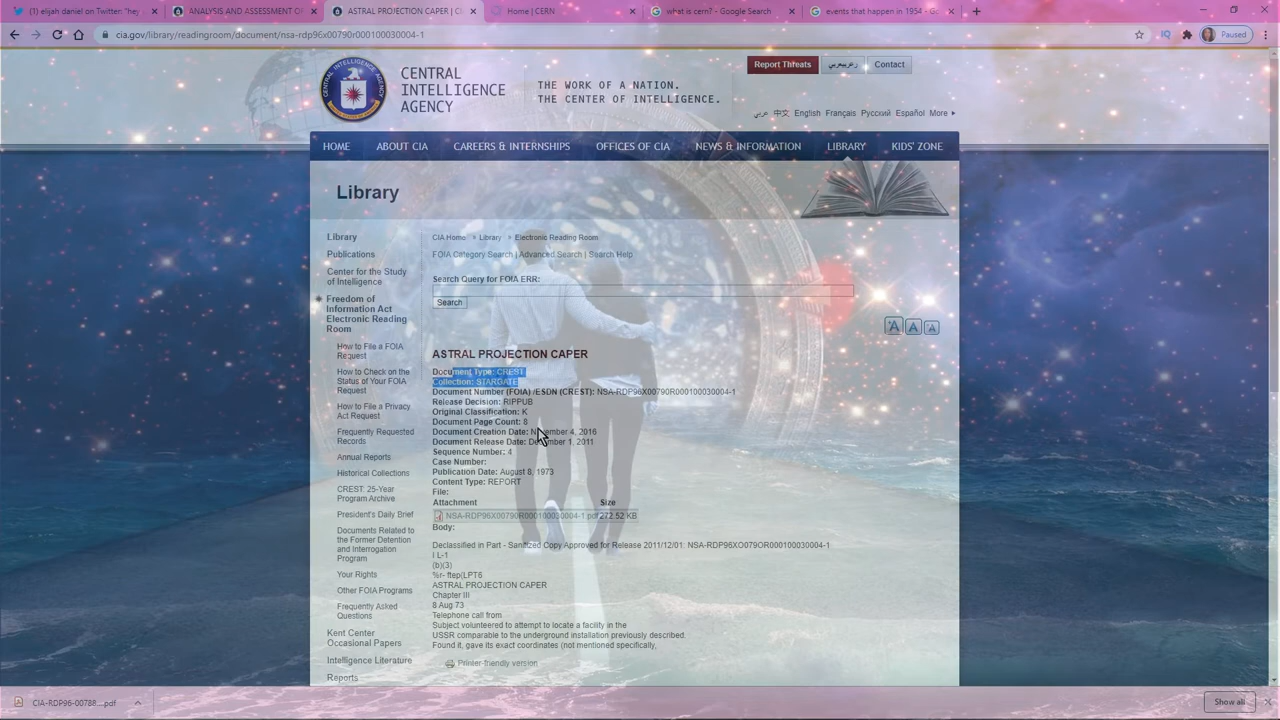 (1) elijah daniel on Twitter: "hey
ANALYSIS AND ASSESSMENT OF
ASTRAL PROJECTION CAPER | C
Home | CERN
what is cern? - Google Search
events that happen in 1954 - Go
cia.gov/library/readingroom/document/nsa-rdp96x00790r000100030004-1
Paused
Report Threats
Contact
CENTRAL
INTELLIGENCE
AGENCY
THE WORK OF A NATION.
THE CENTER OF INTELLIGENCE.
عربي 中文 English Français Русский Español More
HOME ABOUT CIA CAREERS & INTERNSHIPS OFFICES OF CIA NEWS & INFORMATION LIBRARY KIDS' ZONE
Library
Library
Publications
Center for the Study
of Intelligence
Freedom of
Information Act
Electronic Reading
Room
How to File a FOIA
Request
How to Check on the
Status of Your FOIA
Request
How to File a Privacy
Act Request
Frequently Requested
Records
Annual Reports
Historical Collections
CREST: 25-Year
Program Archive
President's Daily Brief
Documents Related to
the Former Detention
and Interrogation
Program
Your Rights
Other FOIA Programs
Frequently Asked
Questions
Kent Center
Occasional Papers
Intelligence Literature
Reports
CIA Home Library Electronic Reading Room
FOIA Category Search | Advanced Search | Search Help
Search Query for FOIA ERR:
Search
A A A
ASTRAL PROJECTION CAPER
Document Type: CREST
Collection: STARGATE
Document Number (FOIA) /ESDN (CREST): NSA-RDP96X00790R000100030004-1
Release Decision: RIPPUB
Original Classification: K
Document Page Count: 8
Document Creation Date: November 4, 2016
Document Release Date: December 1, 2011
Sequence Number: 4
Case Number:
Publication Date: August 8, 1973
Content Type: REPORT
File:
Attachment Size
NSA-RDP96X00790R000100030004-1.pdf 272.52 KB
Body:
Declassified in Part - Sanitized Copy Approved for Release 2011/12/01: NSA-RDP96XO079OR000100030004-1
I L-1
(b)(3)
%r- ftep(LPT6
ASTRAL PROJECTION CAPER
Chapter III
8 Aug 73
Telephone call from
Subject volunteered to attempt to locate a facility in the
USSR comparable to the underground installation previously described.
Found it, gave its exact coordinates (not mentioned specifically,
Printer-friendly version
CIA-RDP96-00788....pdf
Show all